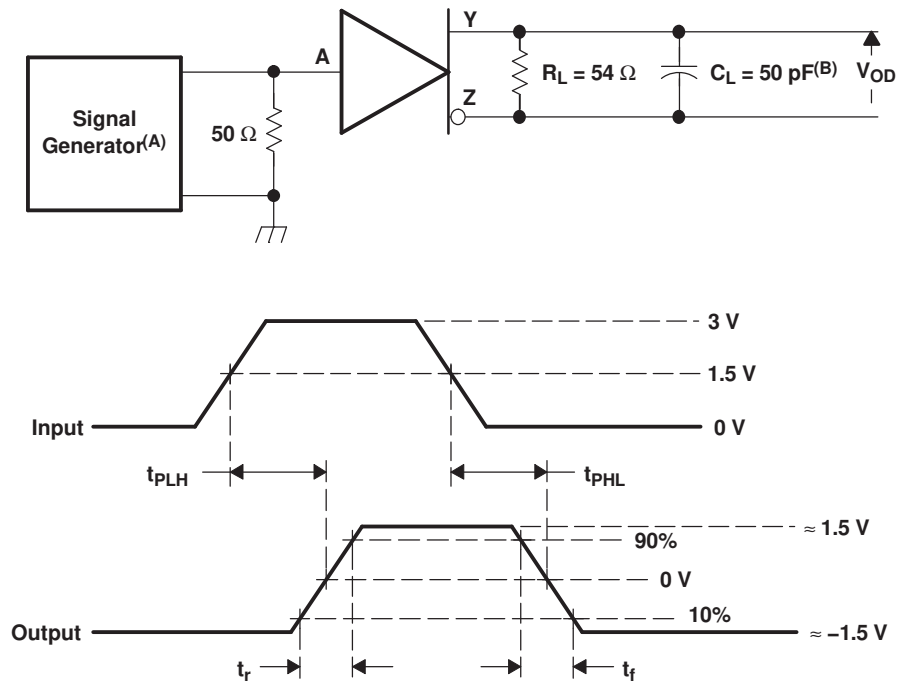 Y
A
R_L = 54 Ω
C_L = 50 pF(B)
V_OD
Z
Signal
Generator(A)
50 Ω
3 V
1.5 V
Input
0 V
t_PLH
t_PHL
≈ 1.5 V
90%
0 V
10%
Output
≈ −1.5 V
t_r
t_f